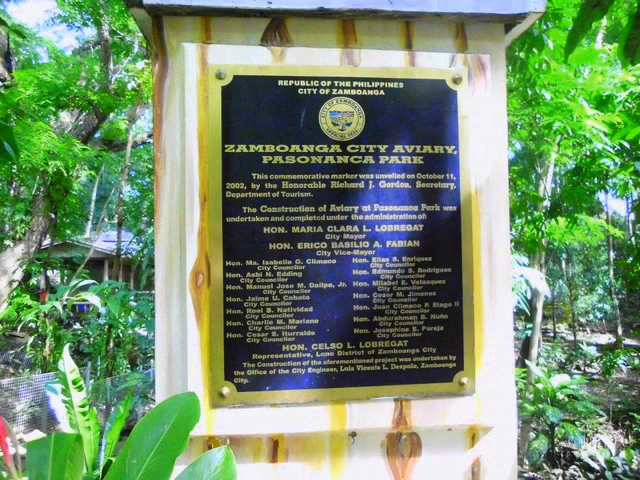 REPUBLIC OF THE PHILIPPINES
CITY OF ZAMBOANGA
CITY OF ZAMBOANGA
OFFICIAL SEAL
ZAMBOANGA CITY AVIARY,
PASONANCA PARK
This commemorative marker was unveiled on October 11,
2002, by the Honorable Richard J. Gordon, Secretary,
Department of Tourism.
The Construction of Aviary at Pasonanca Park was
undertaken and completed under the administration of:
HON. MARIA CLARA L. LOBREGAT
City Mayor
HON. ERICO BASILIO A. FABIAN
City Vice-Mayor
Hon. Ma. Isabelle G. Climaco
City Councilor
Hon. Asbi N. Edding
City Councilor
Hon. Manuel Jose M. Dalipe, Jr.
City Councilor
Hon. Jaime U. Cabato
City Councilor
Hon. Roel B. Natividad
City Councilor
Hon. Charlie M. Mariano
City Councilor
Hon. Cesar S. Iturralde
City Councilor
Hon. Elias S. Enriquez
City Councilor
Hon. Edmundo S. Rodriguez
City Councilor
Hon. Milabel E. Velasquez
City Councilor
Hon. Cesar M. Jimenez
City Councilor
Hon. Juan Climaco P. Elago II
City Councilor
Hon. Abdurahman B. Nuño
City Councilor
Hon. Josephine E. Pareja
City Councilor
HON. CELSO L. LOBREGAT
Representative, Lone District of Zamboanga City
The Construction of the aforementioned project was undertaken by
the Office of the City Engineer, Luis Vicente L. Despalo, Zamboanga
City.